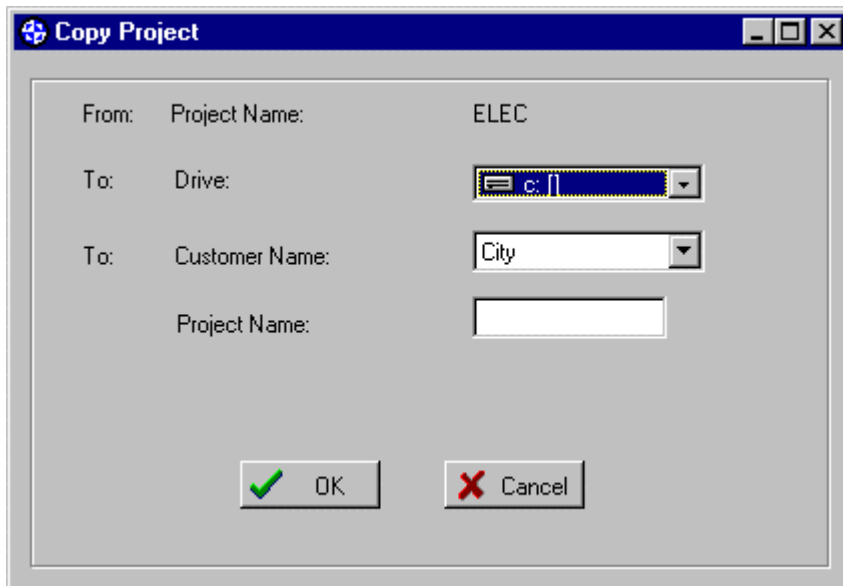 Copy Project
From: Project Name: ELEC
To: Drive: c: []
To: Customer Name: City
Project Name:
OK Cancel